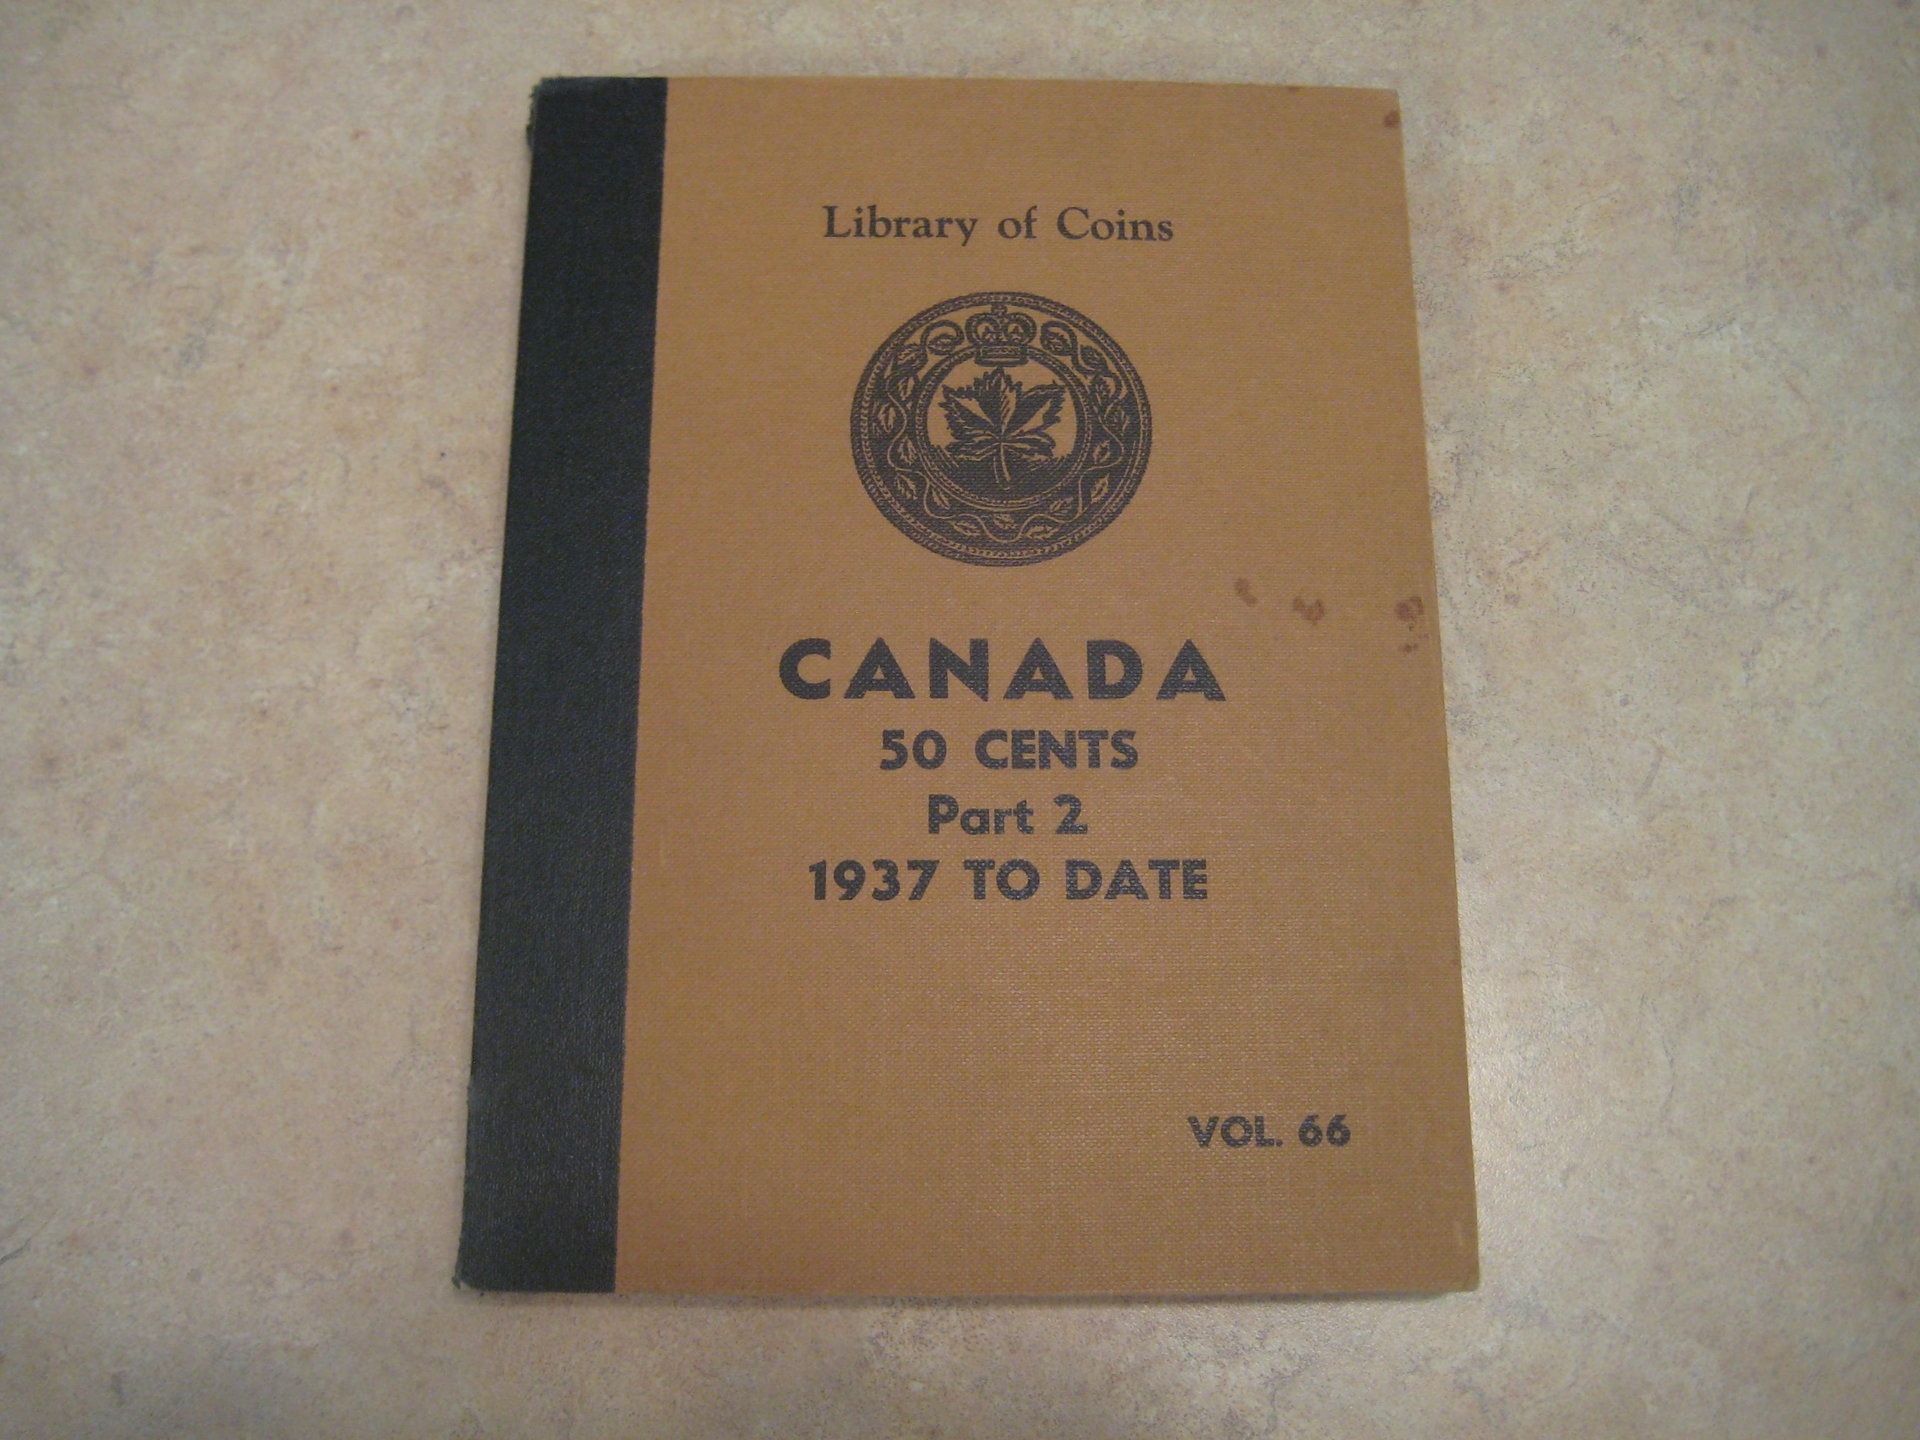 Library of Coins
CANADA
50 CENTS
Part 2
1937 TO DATE
VOL. 66